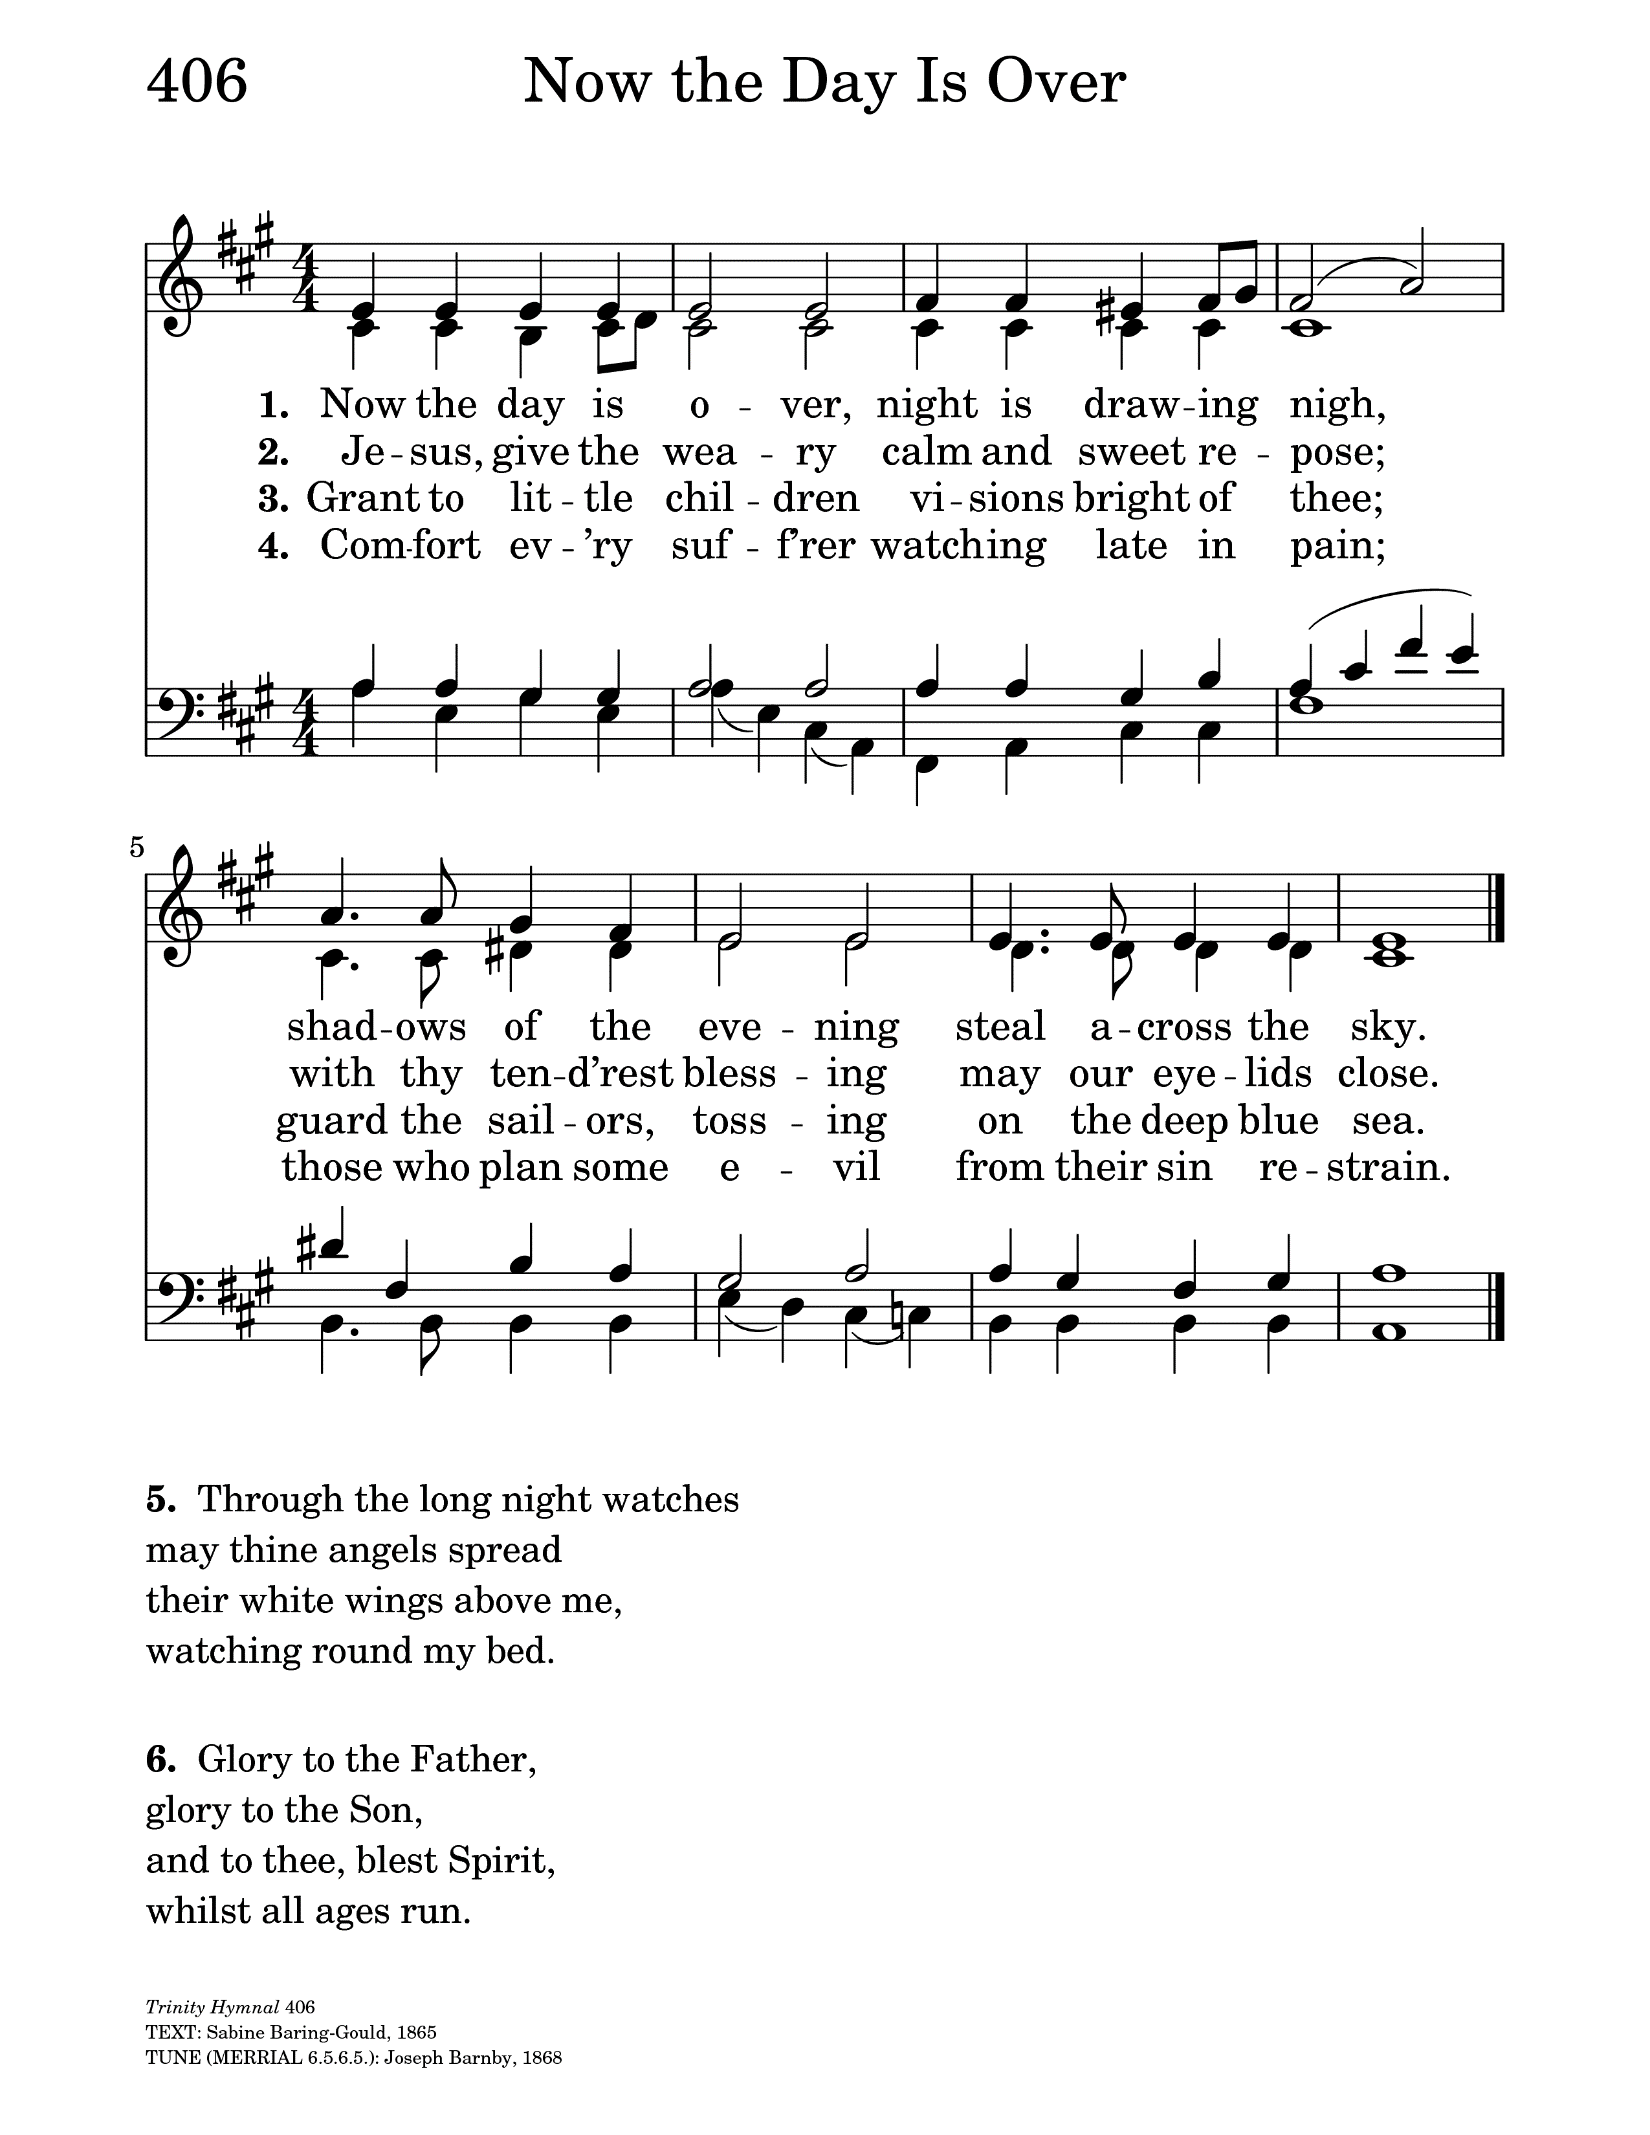 406 Now the Day Is Over
1. Now the day is o -- ver, night is draw -- ing nigh,
2. Je -- sus, give the wea -- ry calm and sweet re -- pose;
3. Grant to lit -- tle chil -- dren vi -- sions bright of thee;
4. Com -- fort ev -- ’ry suf -- f’rer watching late in pain;
5
shad -- ows of the eve -- ning steal a -- cross the sky.
with thy ten -- d’rest bless -- ing may our eye -- lids close.
guard the sail -- ors, toss -- ing on the deep blue sea.
those who plan some e -- vil from their sin re -- strain.
5. Through the long night watches
may thine angels spread
their white wings above me,
watching round my bed.
6. Glory to the Father,
glory to the Son,
and to thee, blest Spirit,
whilst all ages run.
Trinity Hymnal 406
TEXT: Sabine Baring-Gould, 1865
TUNE (MERRIAL 6.5.6.5.): Joseph Barnby, 1868